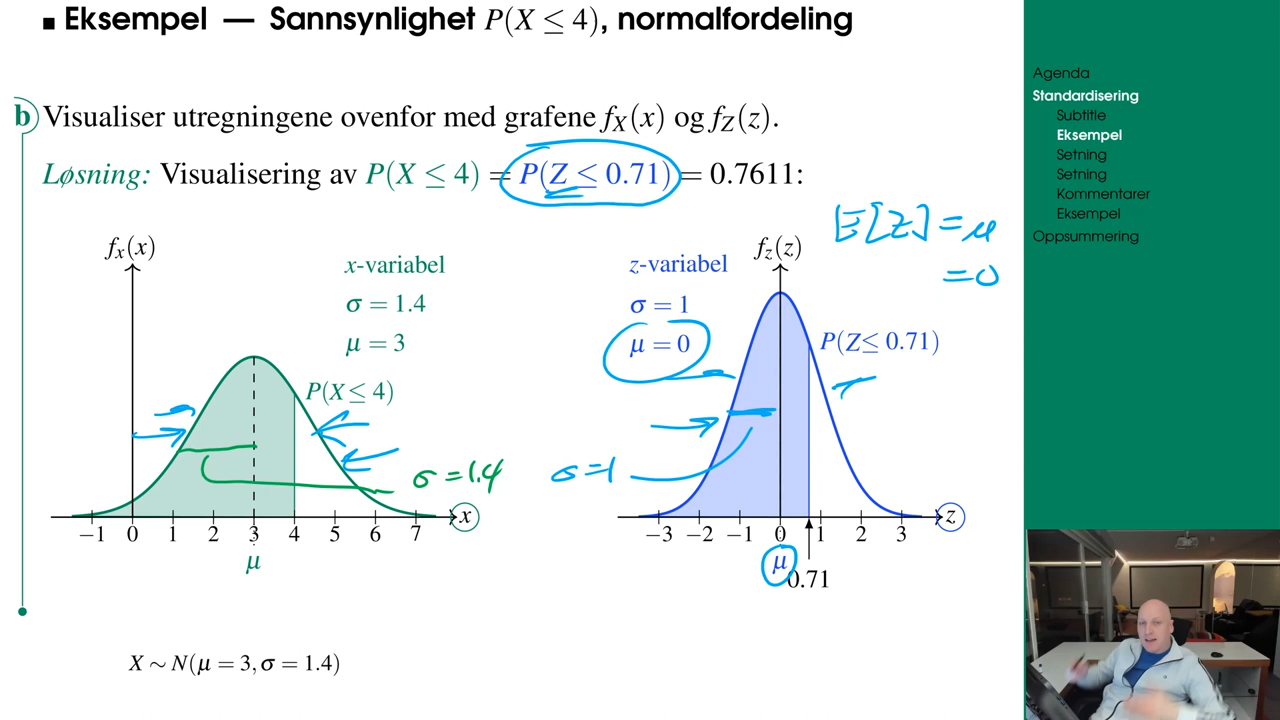 ▪ Eksempel — Sannsynlighet P(X ≤ 4), normalfordeling
b Visualiser utregningene ovenfor med grafene f_X(x) og f_Z(z).
Løsning: Visualisering av P(X ≤ 4) = P(Z ≤ 0.71) = 0.7611:
E[Z] = μ
= 0
f_x(x)
x-variabel
σ = 1.4
μ = 3
P(X ≤ 4)
σ = 1.4
−1 0 1 2 3 4 5 6 7 x
μ
f_z(z)
z-variabel
σ = 1
μ = 0
P(Z ≤ 0.71)
σ = 1
−3 −2 −1 0 1 2 3 z
μ
0.71
X ∼ N(μ = 3, σ = 1.4)
Agenda
Standardisering
Subtitle
Eksempel
Setning
Setning
Kommentarer
Eksempel
Oppsummering